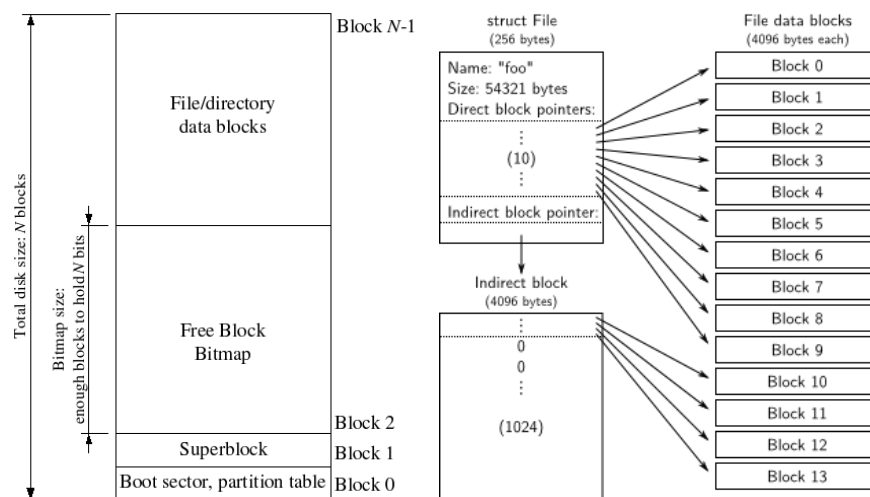 Block N-1
File/directory
data blocks
Total disk size: N blocks
Bitmap size:
enough blocks to hold N bits
Free Block
Bitmap
Block 2
Superblock
Block 1
Boot sector, partition table
Block 0
struct File
(256 bytes)
Name: "foo"
Size: 54321 bytes
Direct block pointers:
⋮
(10)
⋮
Indirect block pointer:
Indirect block
(4096 bytes)
⋮
0
0
⋮
(1024)
File data blocks
(4096 bytes each)
Block 0
Block 1
Block 2
Block 3
Block 4
Block 5
Block 6
Block 7
Block 8
Block 9
Block 10
Block 11
Block 12
Block 13